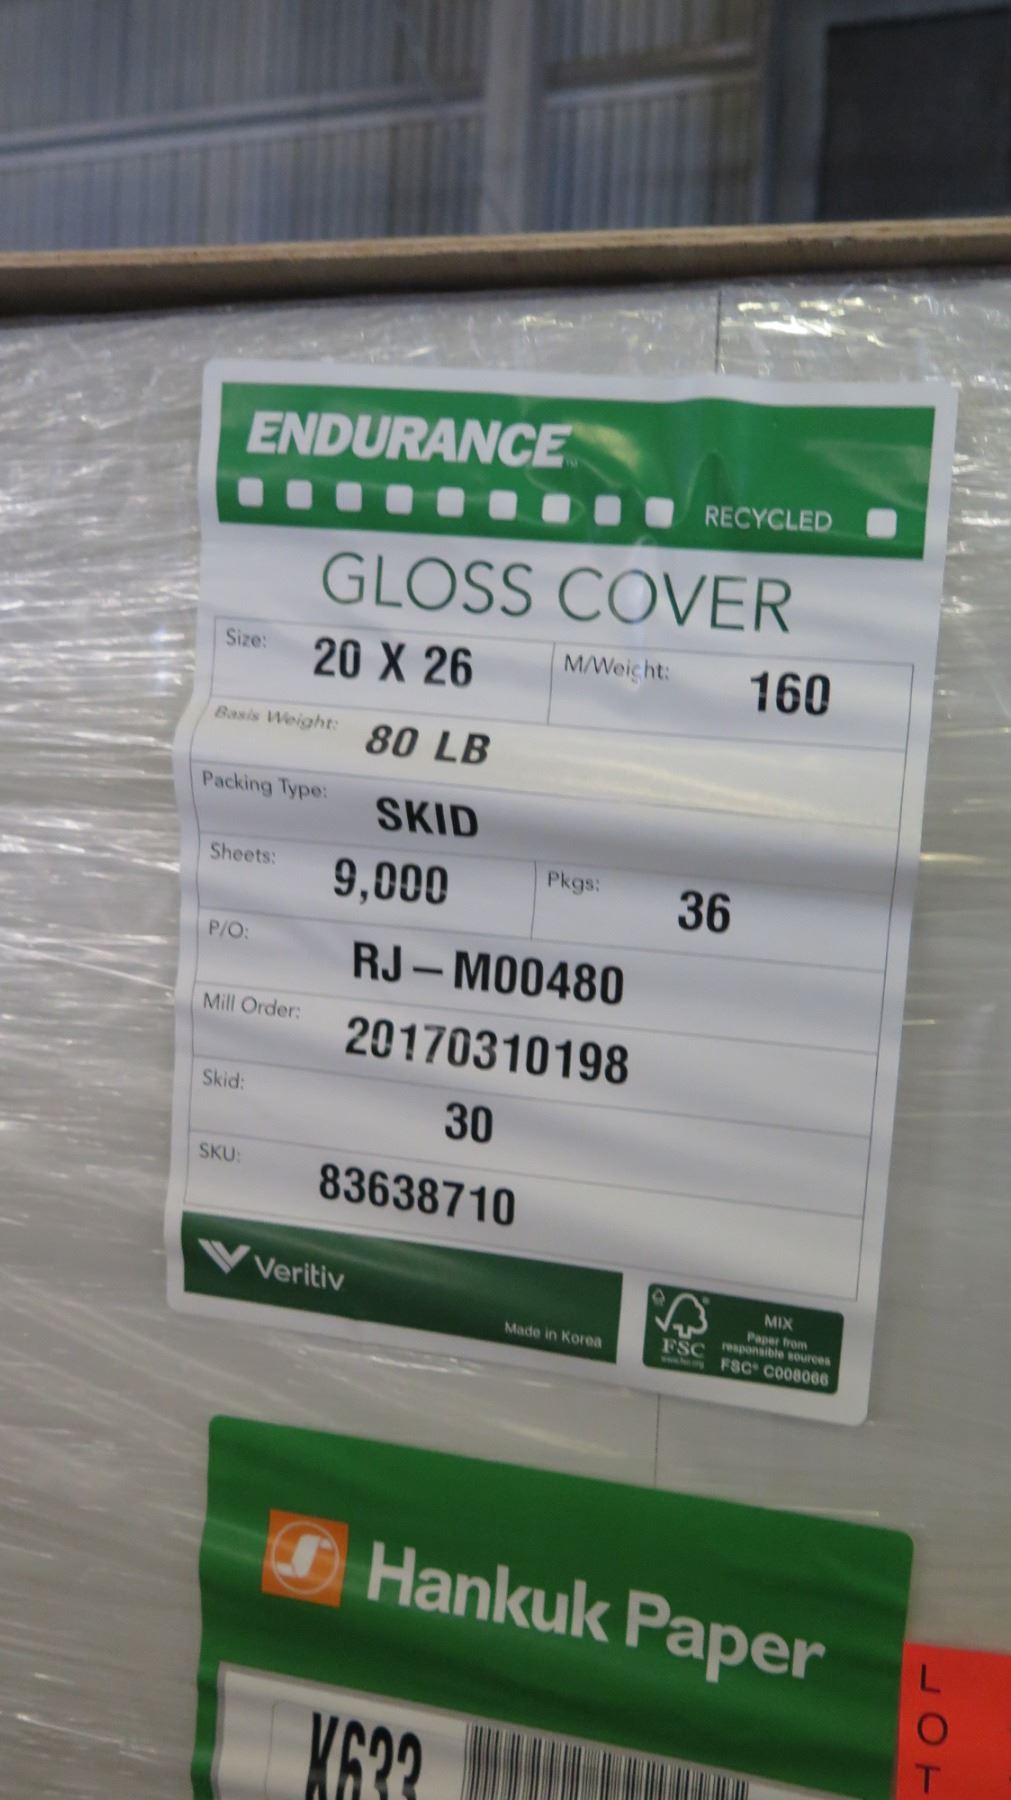 ENDURANCE
RECYCLED
GLOSS COVER
Size: 20 X 26 M/Weight: 160
Basis Weight: 80 LB
Packing Type: SKID
Sheets: 9,000 Pkgs: 36
P/O: RJ – M00480
Mill Order: 20170310198
Skid: 30
SKU: 83638710
Veritiv
Made in Korea
FSC
MIX
Paper from
responsible sources
FSC® C008066
Hankuk Paper
K633
LOT